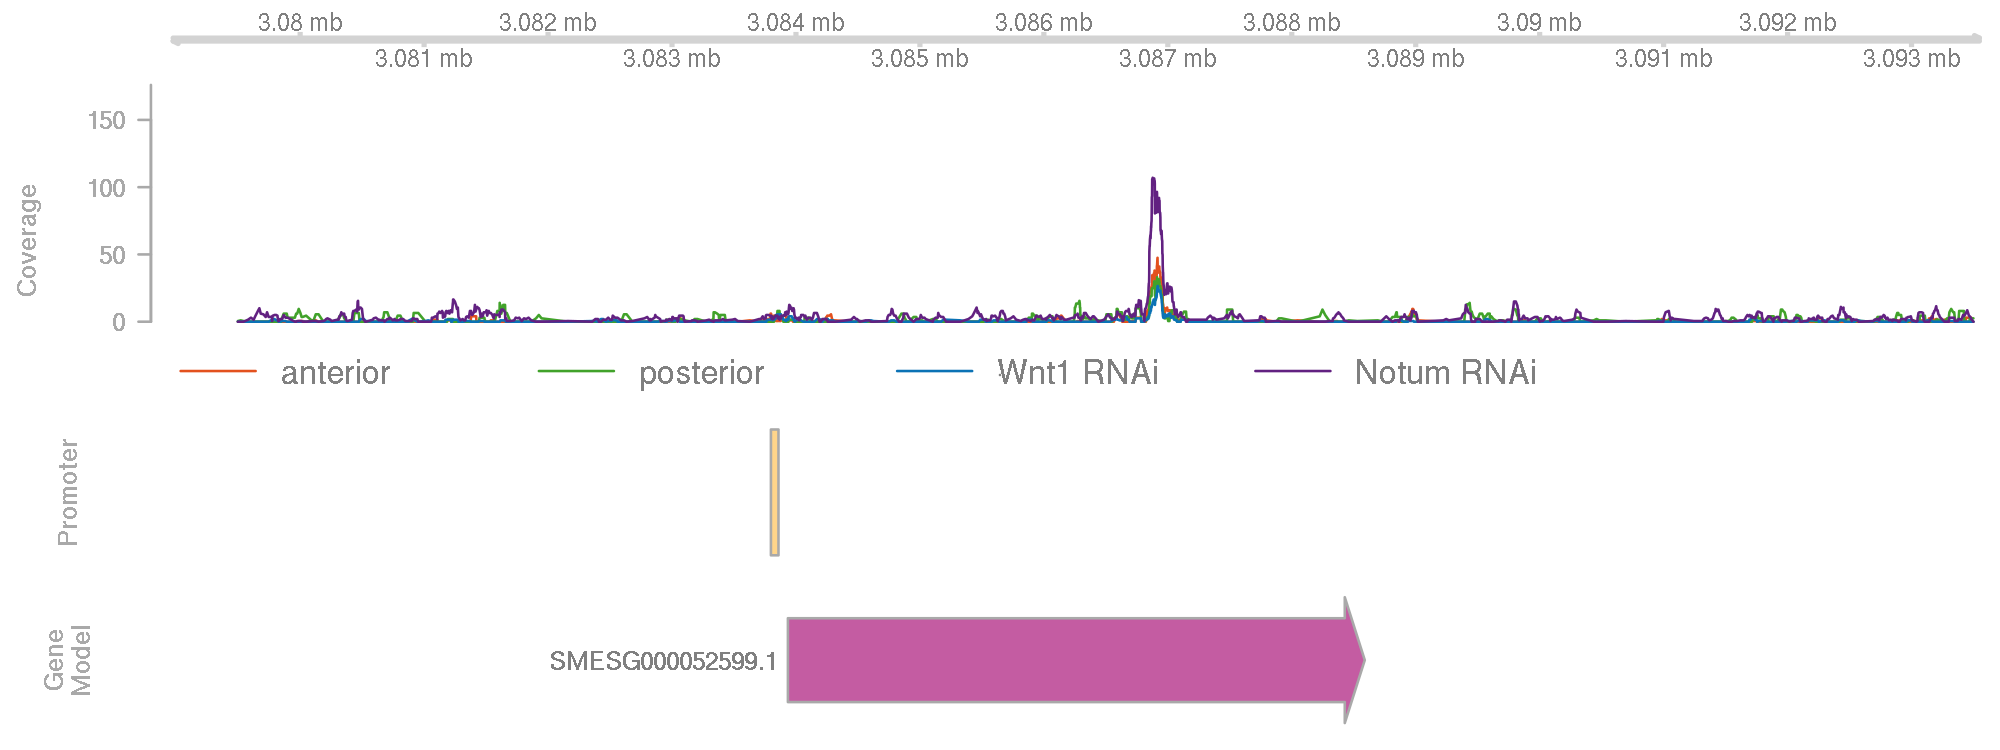 3.08 mb 3.082 mb 3.084 mb 3.086 mb 3.088 mb 3.09 mb 3.092 mb
3.081 mb 3.083 mb 3.085 mb 3.087 mb 3.089 mb 3.091 mb 3.093 mb
Coverage
150
100
50
0
anterior posterior Wnt1 RNAi Notum RNAi
Promoter
Gene
Model
SMESG000052599.1